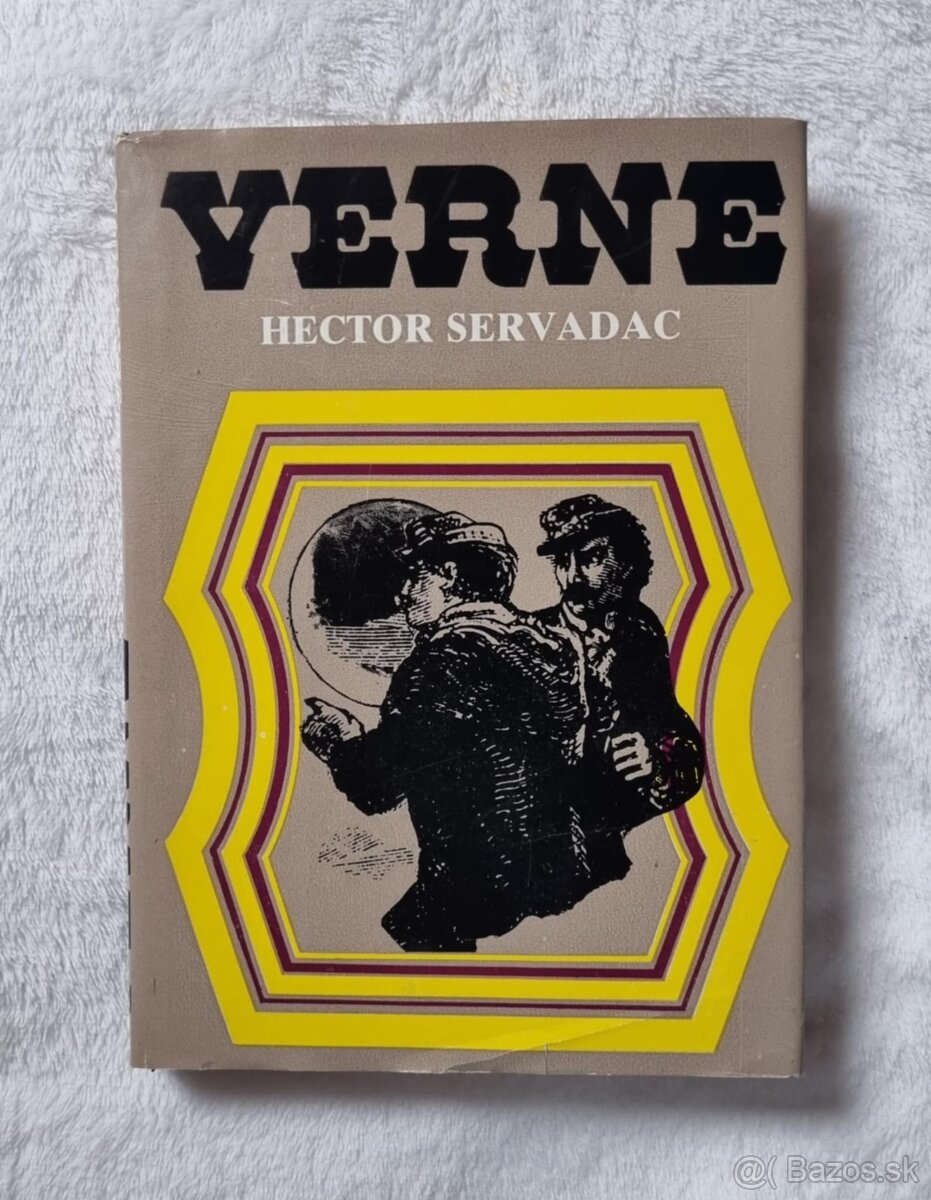 VERNE
HECTOR SERVADAC
@( Bazos.sk